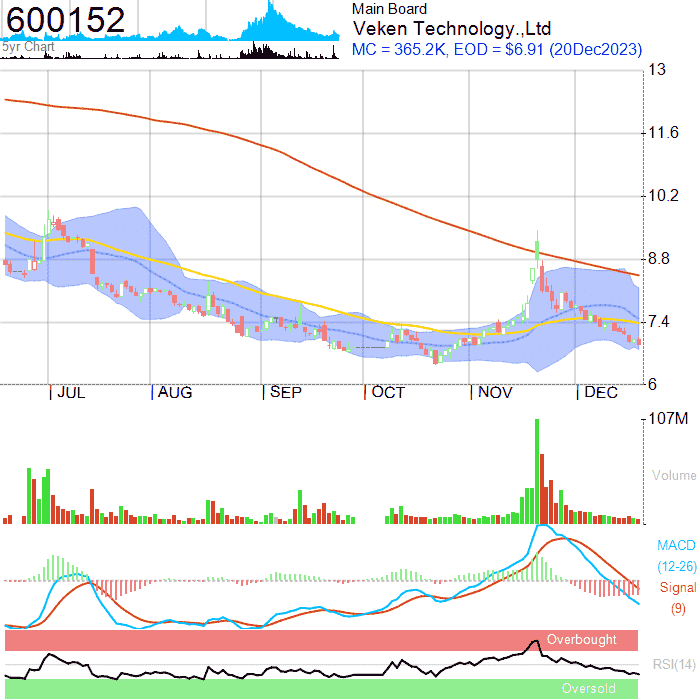 600152
5yr Chart
Main Board
Veken Technology.,Ltd
MC = 365.2K, EOD = $6.91 (20Dec2023)
13
11.6
10.2
8.8
7.4
6
JUL AUG SEP OCT NOV DEC
107M
Volume
MACD
(12-26)
Signal
(9)
Overbought
RSI(14)
Oversold